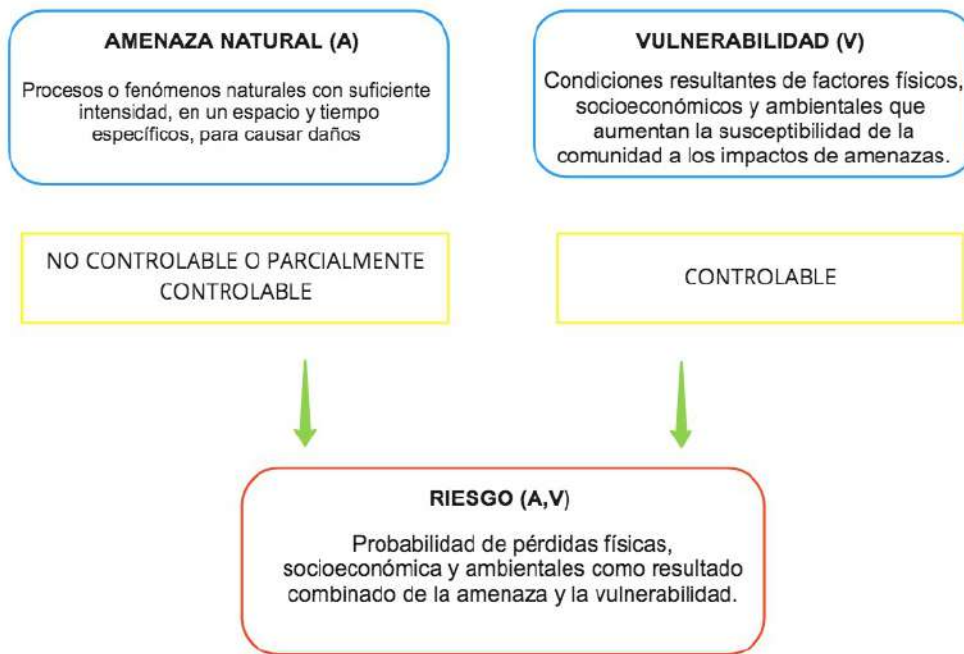 AMENAZA NATURAL (A)
Procesos o fenómenos naturales con suficiente
intensidad, en un espacio y tiempo
específicos, para causar daños
VULNERABILIDAD (V)
Condiciones resultantes de factores físicos,
socioeconómicos y ambientales que
aumentan la susceptibilidad de la
comunidad a los impactos de amenazas.
NO CONTROLABLE O PARCIALMENTE
CONTROLABLE
CONTROLABLE
RIESGO (A,V)
Probabilidad de pérdidas físicas,
socioeconómica y ambientales como resultado
combinado de la amenaza y la vulnerabilidad.